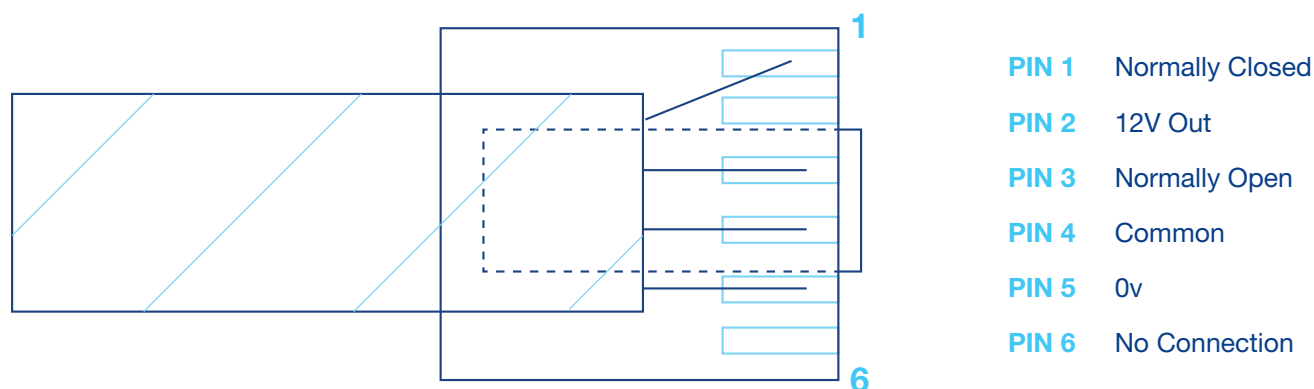 1
PIN 1 Normally Closed
PIN 2 12V Out
PIN 3 Normally Open
PIN 4 Common
PIN 5 0v
PIN 6 No Connection
6